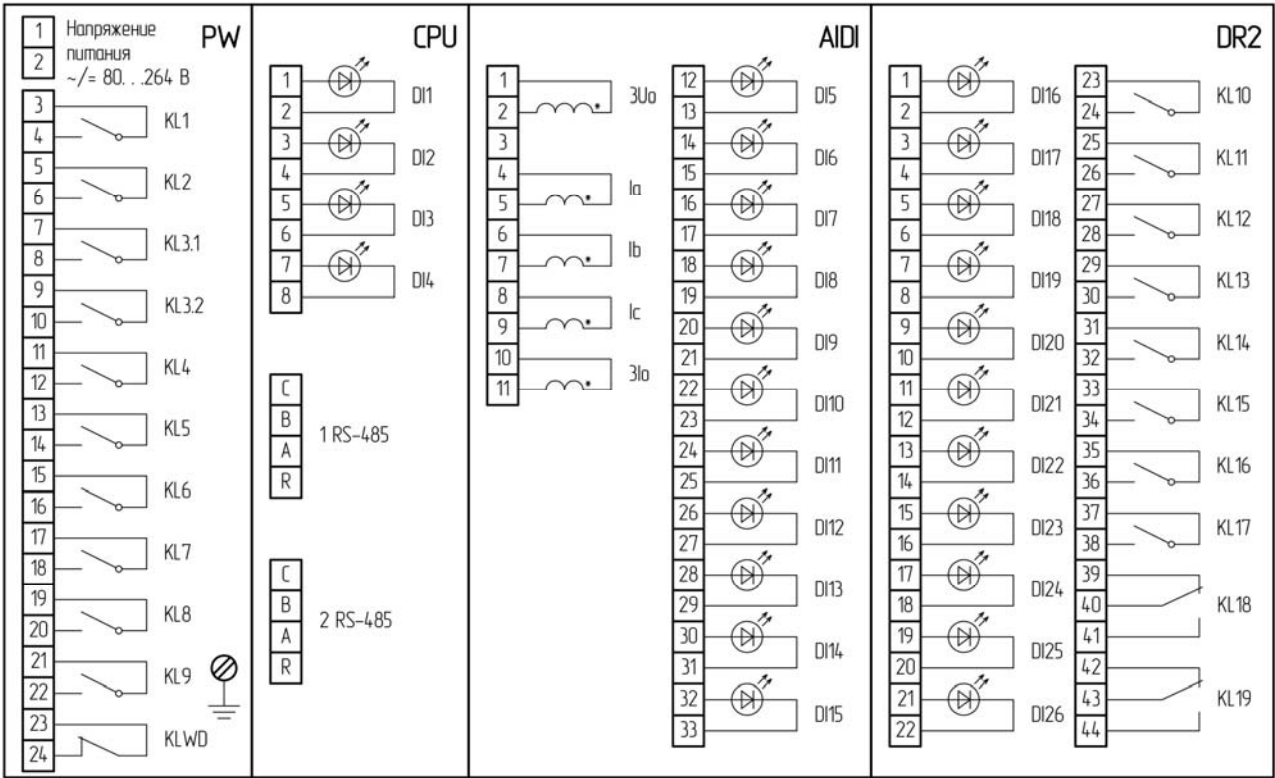 PW
1
2
Напряжение
питания
~/= 80. . .264 В
3
4
KL1
5
6
KL2
7
8
KL3.1
9
10
KL3.2
11
12
KL4
13
14
KL5
15
16
KL6
17
18
KL7
19
20
KL8
21
22
KL9
23
24
KLWD
CPU
1
2
DI1
3
4
DI2
5
6
DI3
7
8
DI4
C
B
A
R
1 RS-485
C
B
A
R
2 RS-485
AIDI
1
2
3Uo
3
4
5
Ia
6
7
Ib
8
9
Ic
10
11
3Io
12
13
DI5
14
15
DI6
16
17
DI7
18
19
DI8
20
21
DI9
22
23
DI10
24
25
DI11
26
27
DI12
28
29
DI13
30
31
DI14
32
33
DI15
DR2
1
2
DI16
3
4
DI17
5
6
DI18
7
8
DI19
9
10
DI20
11
12
DI21
13
14
DI22
15
16
DI23
17
18
DI24
19
20
DI25
21
22
DI26
23
24
KL10
25
26
KL11
27
28
KL12
29
30
KL13
31
32
KL14
33
34
KL15
35
36
KL16
37
38
KL17
39
40
41
KL18
42
43
44
KL19